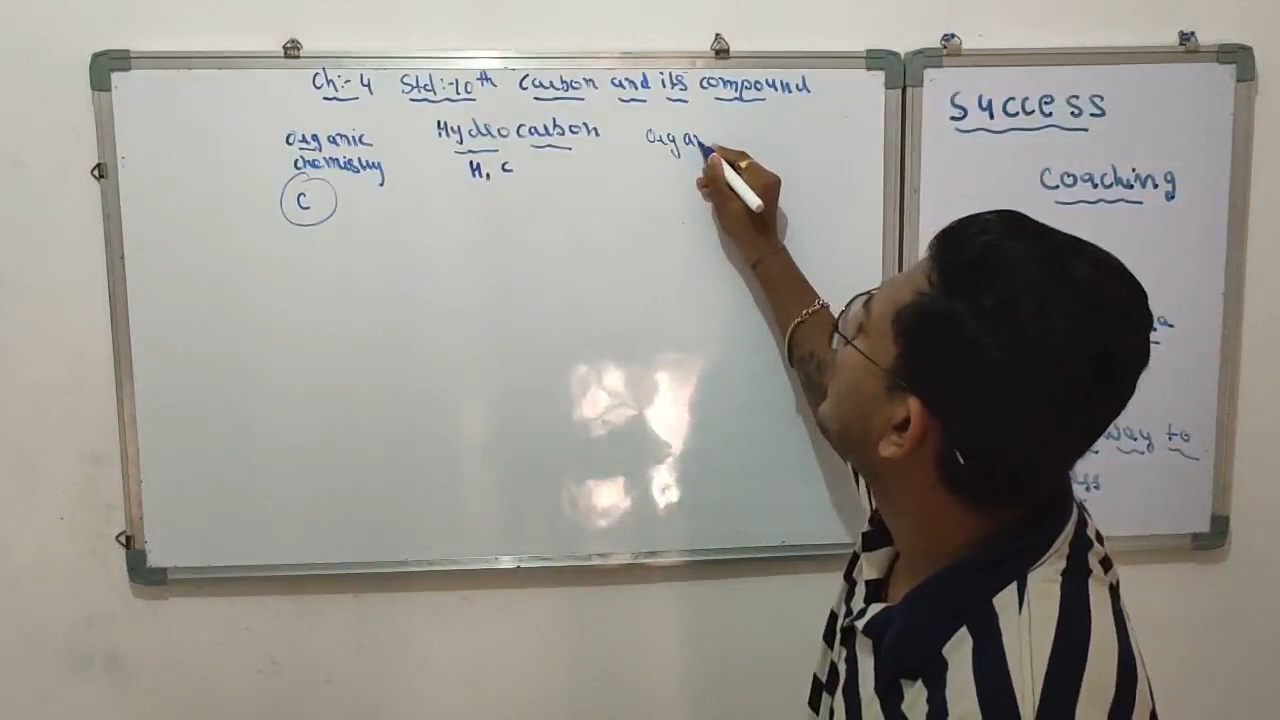 Ch:- 4 Std:-10th Carbon and its compound
organic
chemistry
C
Hydrocarbon
H, C
orga
Success
Coaching
way to